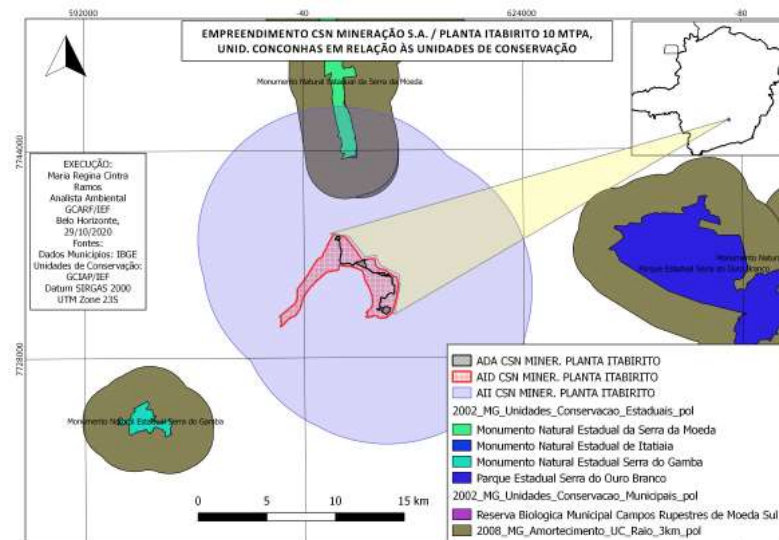 592000
-40
624000
-80
EMPREENDIMENTO CSN MINERAÇÃO S.A. / PLANTA ITABIRITO 10 MTPA,
UNID. CONCONHAS EM RELAÇÃO ÀS UNIDADES DE CONSERVAÇÃO
Monumento Natural Estadual da Serra da Moeda
7744000
EXECUÇÃO:
Maria Regina Cintra
Ramos
Analista Ambiental
GCARF/IEF
Belo Horizonte,
29/10/2020
Fontes:
Dados Municípios: IBGE
Unidades de Conservação:
GCIAP/IEF
Datum SIRGAS 2000
UTM Zone 23S
Monumento Natu
Parque Estadual Serra do Ouro Branco
7728000
Monumento Natural Estadual Serra do Gamba
ADA CSN MINER. PLANTA ITABIRITO
AID CSN MINER. PLANTA ITABIRITO
AII CSN MINER. PLANTA ITABIRITO
2002_MG_Unidades_Conservacao_Estaduais_pol
Monumento Natural Estadual da Serra da Moeda
Monumento Natural Estadual de Itatiaia
Monumento Natural Estadual Serra do Gamba
Parque Estadual Serra do Ouro Branco
2002_MG_Unidades_Conservacao_Municipais_pol
Reserva Biologica Municipal Campos Rupestres de Moeda Sul
2008_MG_Amortecimento_UC_Raio_3km_pol
0 5 10 15 km